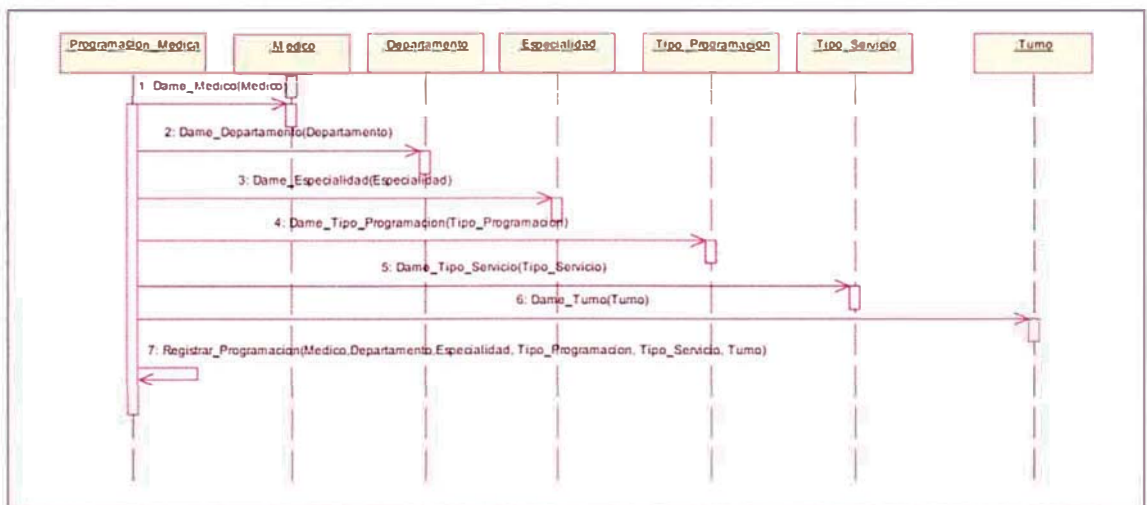 Programacion_Medica
Medico
Departamento
Especialidad
Tipo_Programacion
Tipo_Servicio
Turno
1: Dame_Medico(Medico)
2: Dame_Departamento(Departamento)
3: Dame_Especialidad(Especialidad)
4: Dame_Tipo_Programacion(Tipo_Programacion)
5: Dame_Tipo_Servicio(Tipo_Servicio)
6: Dame_Turno(Turno)
7: Registrar_Programacion(Medico,Departamento,Especialidad, Tipo_Programacion, Tipo_Servicio, Turno)